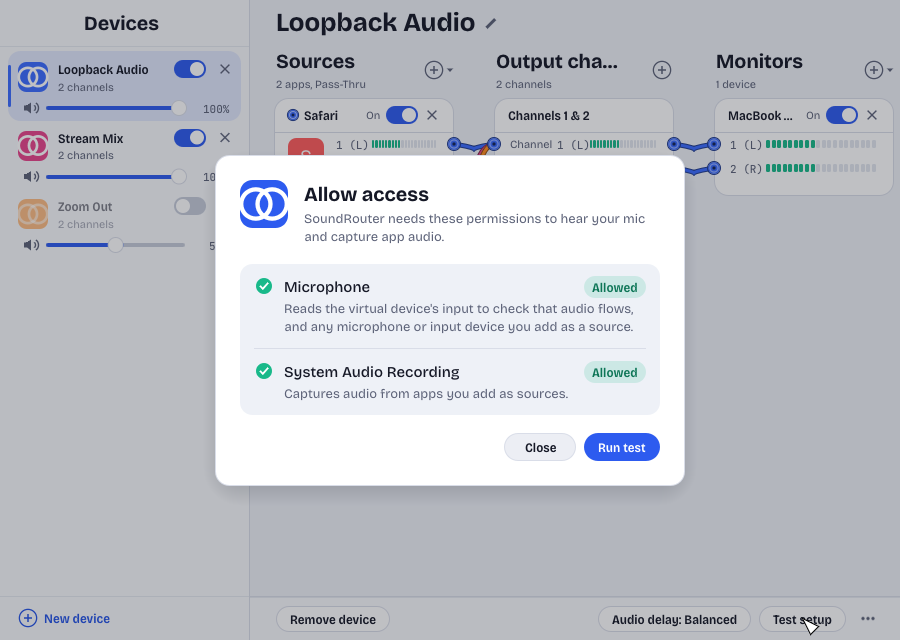 Devices
Loopback Audio
2 channels
100%
Stream Mix
2 channels
10
Zoom Out
2 channels
5
New device
Loopback Audio
Sources
2 apps, Pass-Thru
Output cha...
2 channels
Monitors
1 device
Safari
On
1 (L)
Channels 1 & 2
Channel 1 (L)
MacBook ...
On
1 (L)
2 (R)
Allow access
SoundRouter needs these permissions to hear your mic
and capture app audio.
Microphone
Allowed
Reads the virtual device's input to check that audio flows,
and any microphone or input device you add as a source.
System Audio Recording
Allowed
Captures audio from apps you add as sources.
Close
Run test
Remove device
Audio delay: Balanced
Test setup